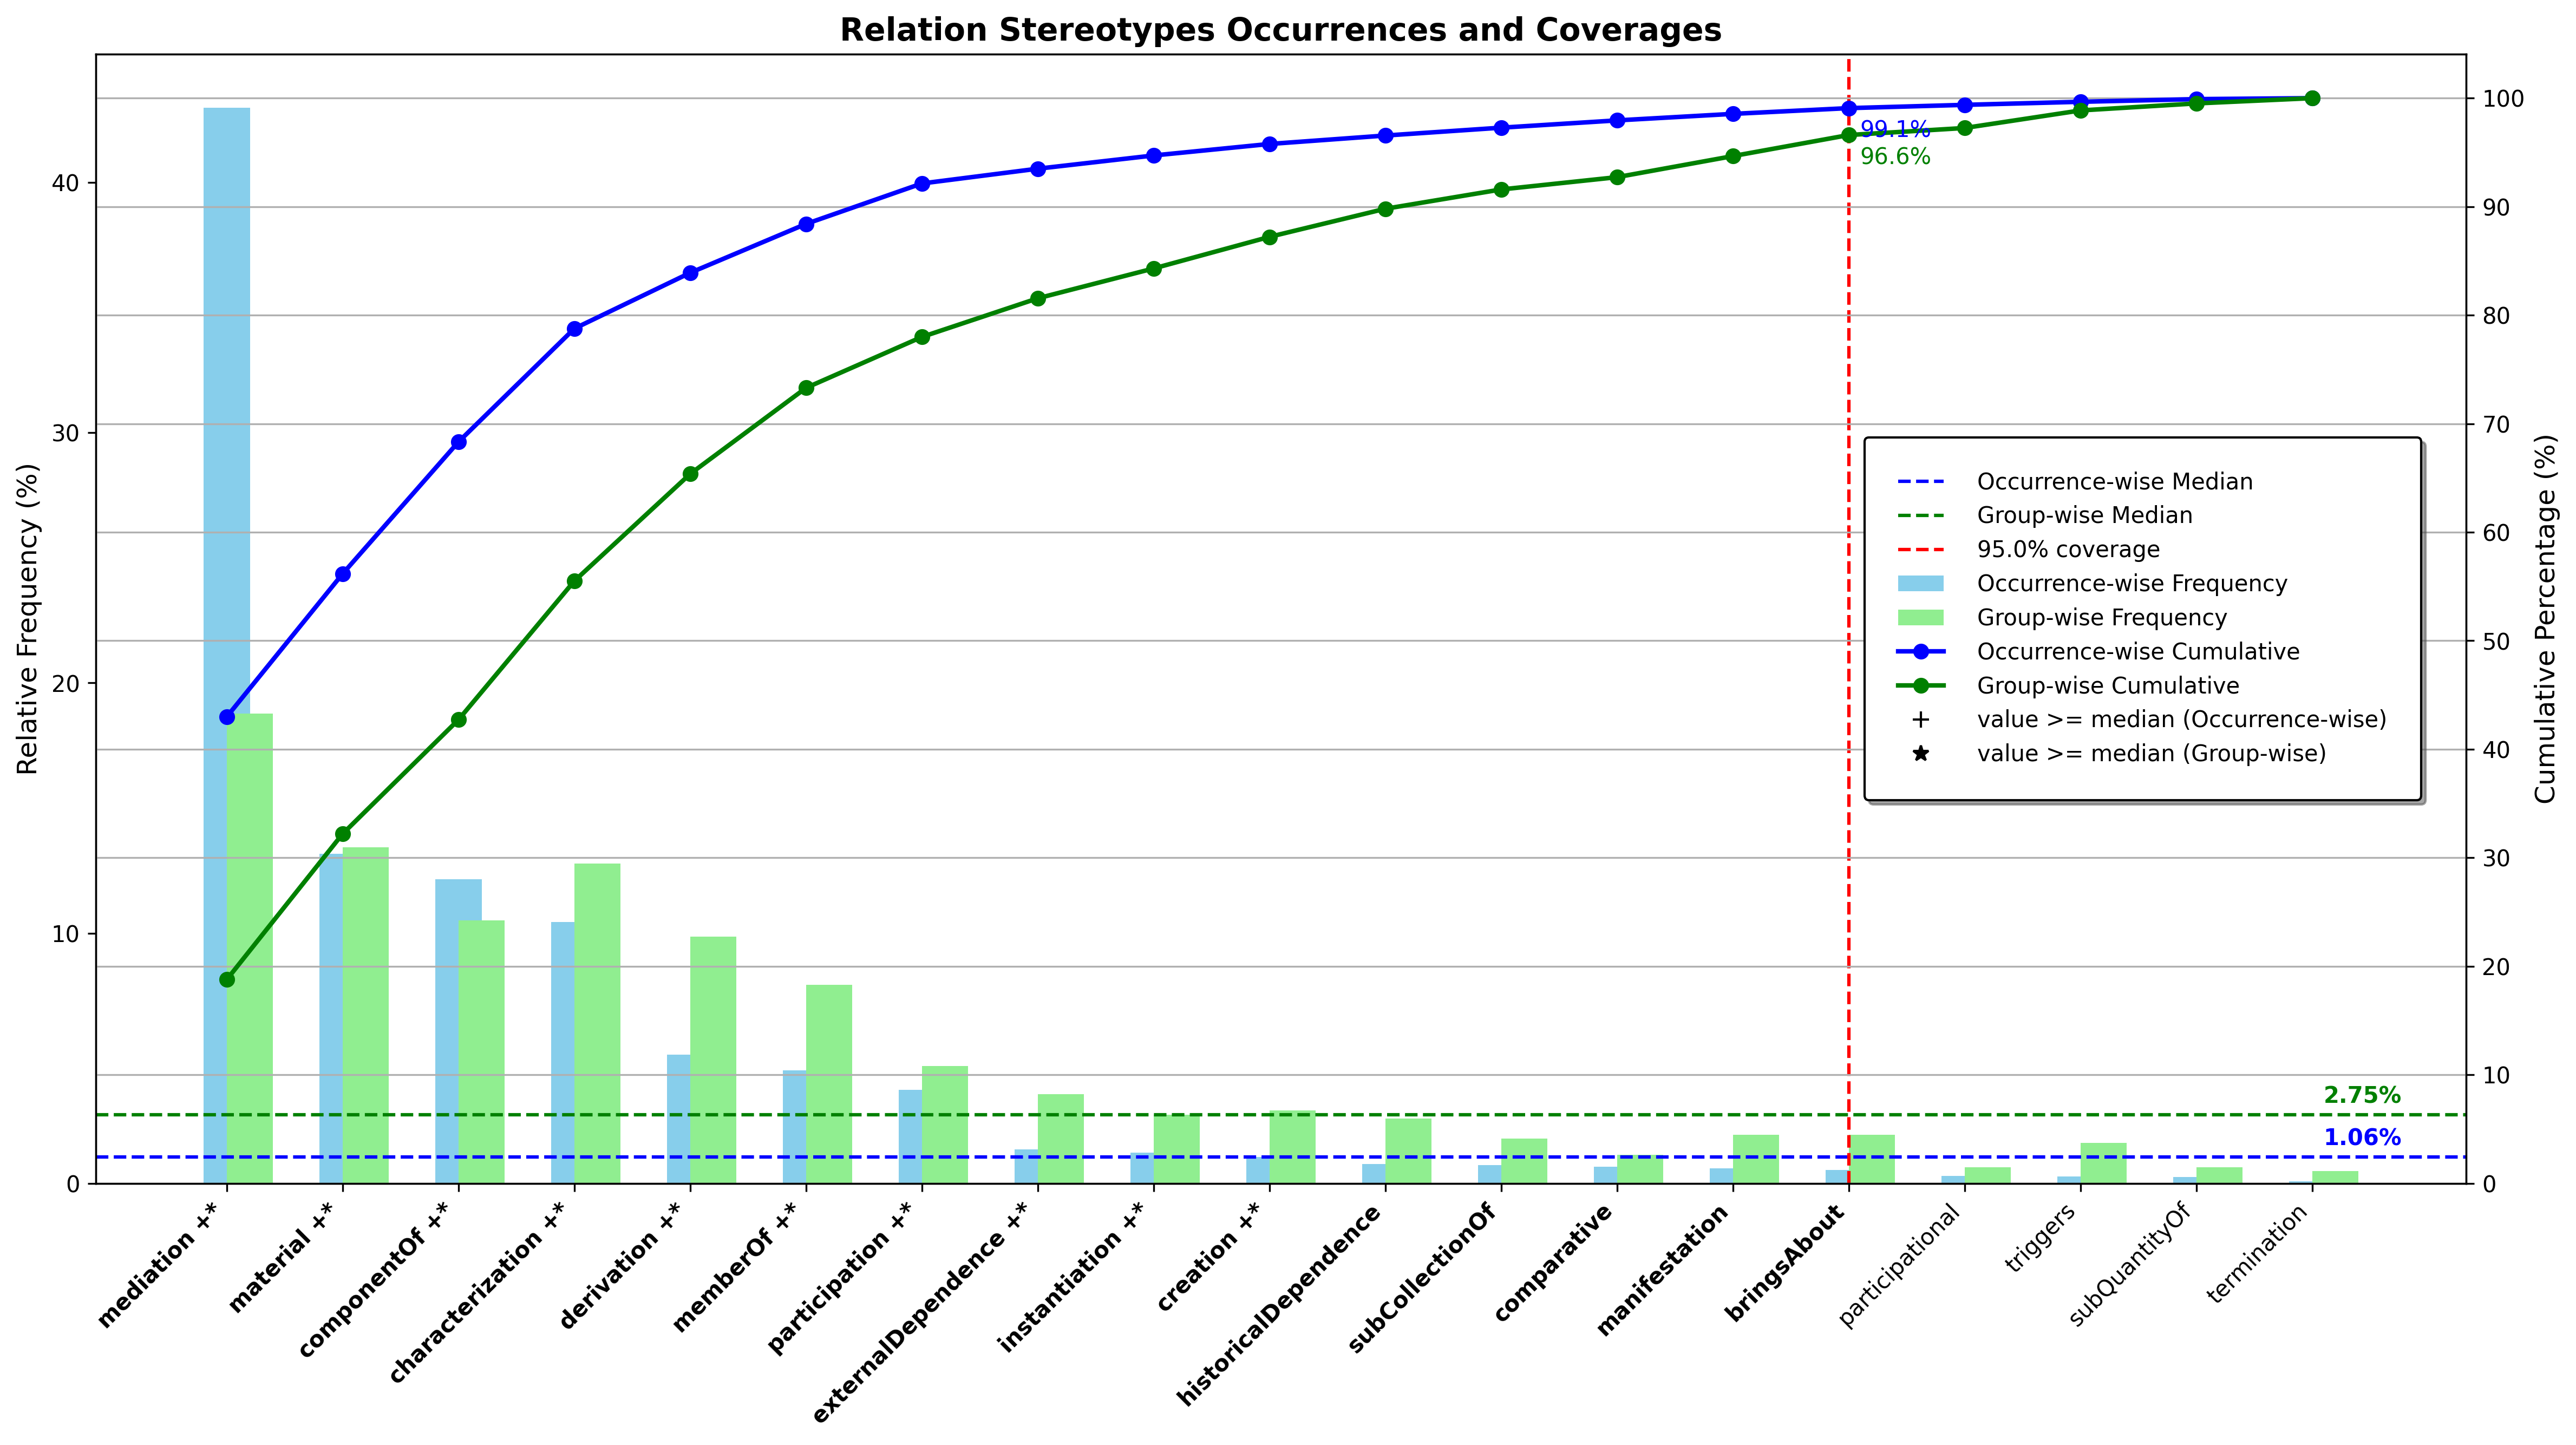 Relation Stereotypes Occurrences and Coverages
Relative Frequency (%)
0
10
20
30
40
Cumulative Percentage (%)
0
10
20
30
40
50
60
70
80
90
100
99.1%
96.6%
Occurrence-wise Median
Group-wise Median
95.0% coverage
Occurrence-wise Frequency
Group-wise Frequency
Occurrence-wise Cumulative
Group-wise Cumulative
value >= median (Occurrence-wise)
value >= median (Group-wise)
2.75%
1.06%
mediation +*
material +*
componentOf +*
characterization +*
derivation +*
memberOf +*
participation +*
externalDependence +*
instantiation +*
creation +*
historicalDependence
subCollectionOf
comparative
manifestation
bringsAbout
participational
triggers
subQuantityOf
termination